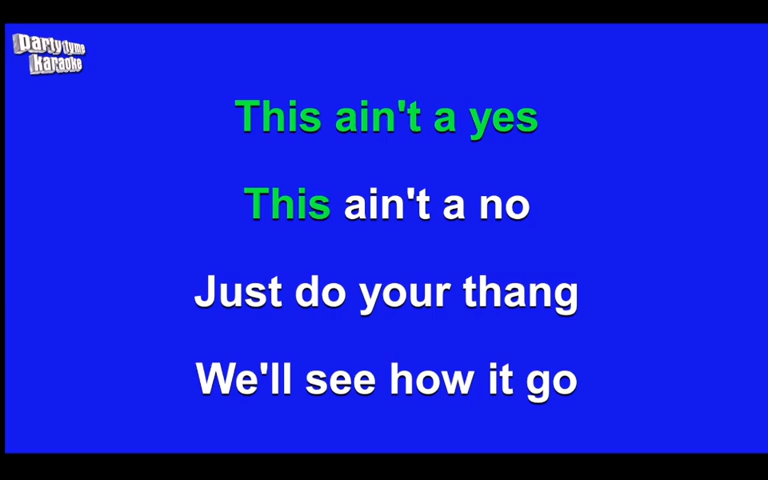 party tyme
karaoke
This ain't a yes
This ain't a no
Just do your thang
We'll see how it go